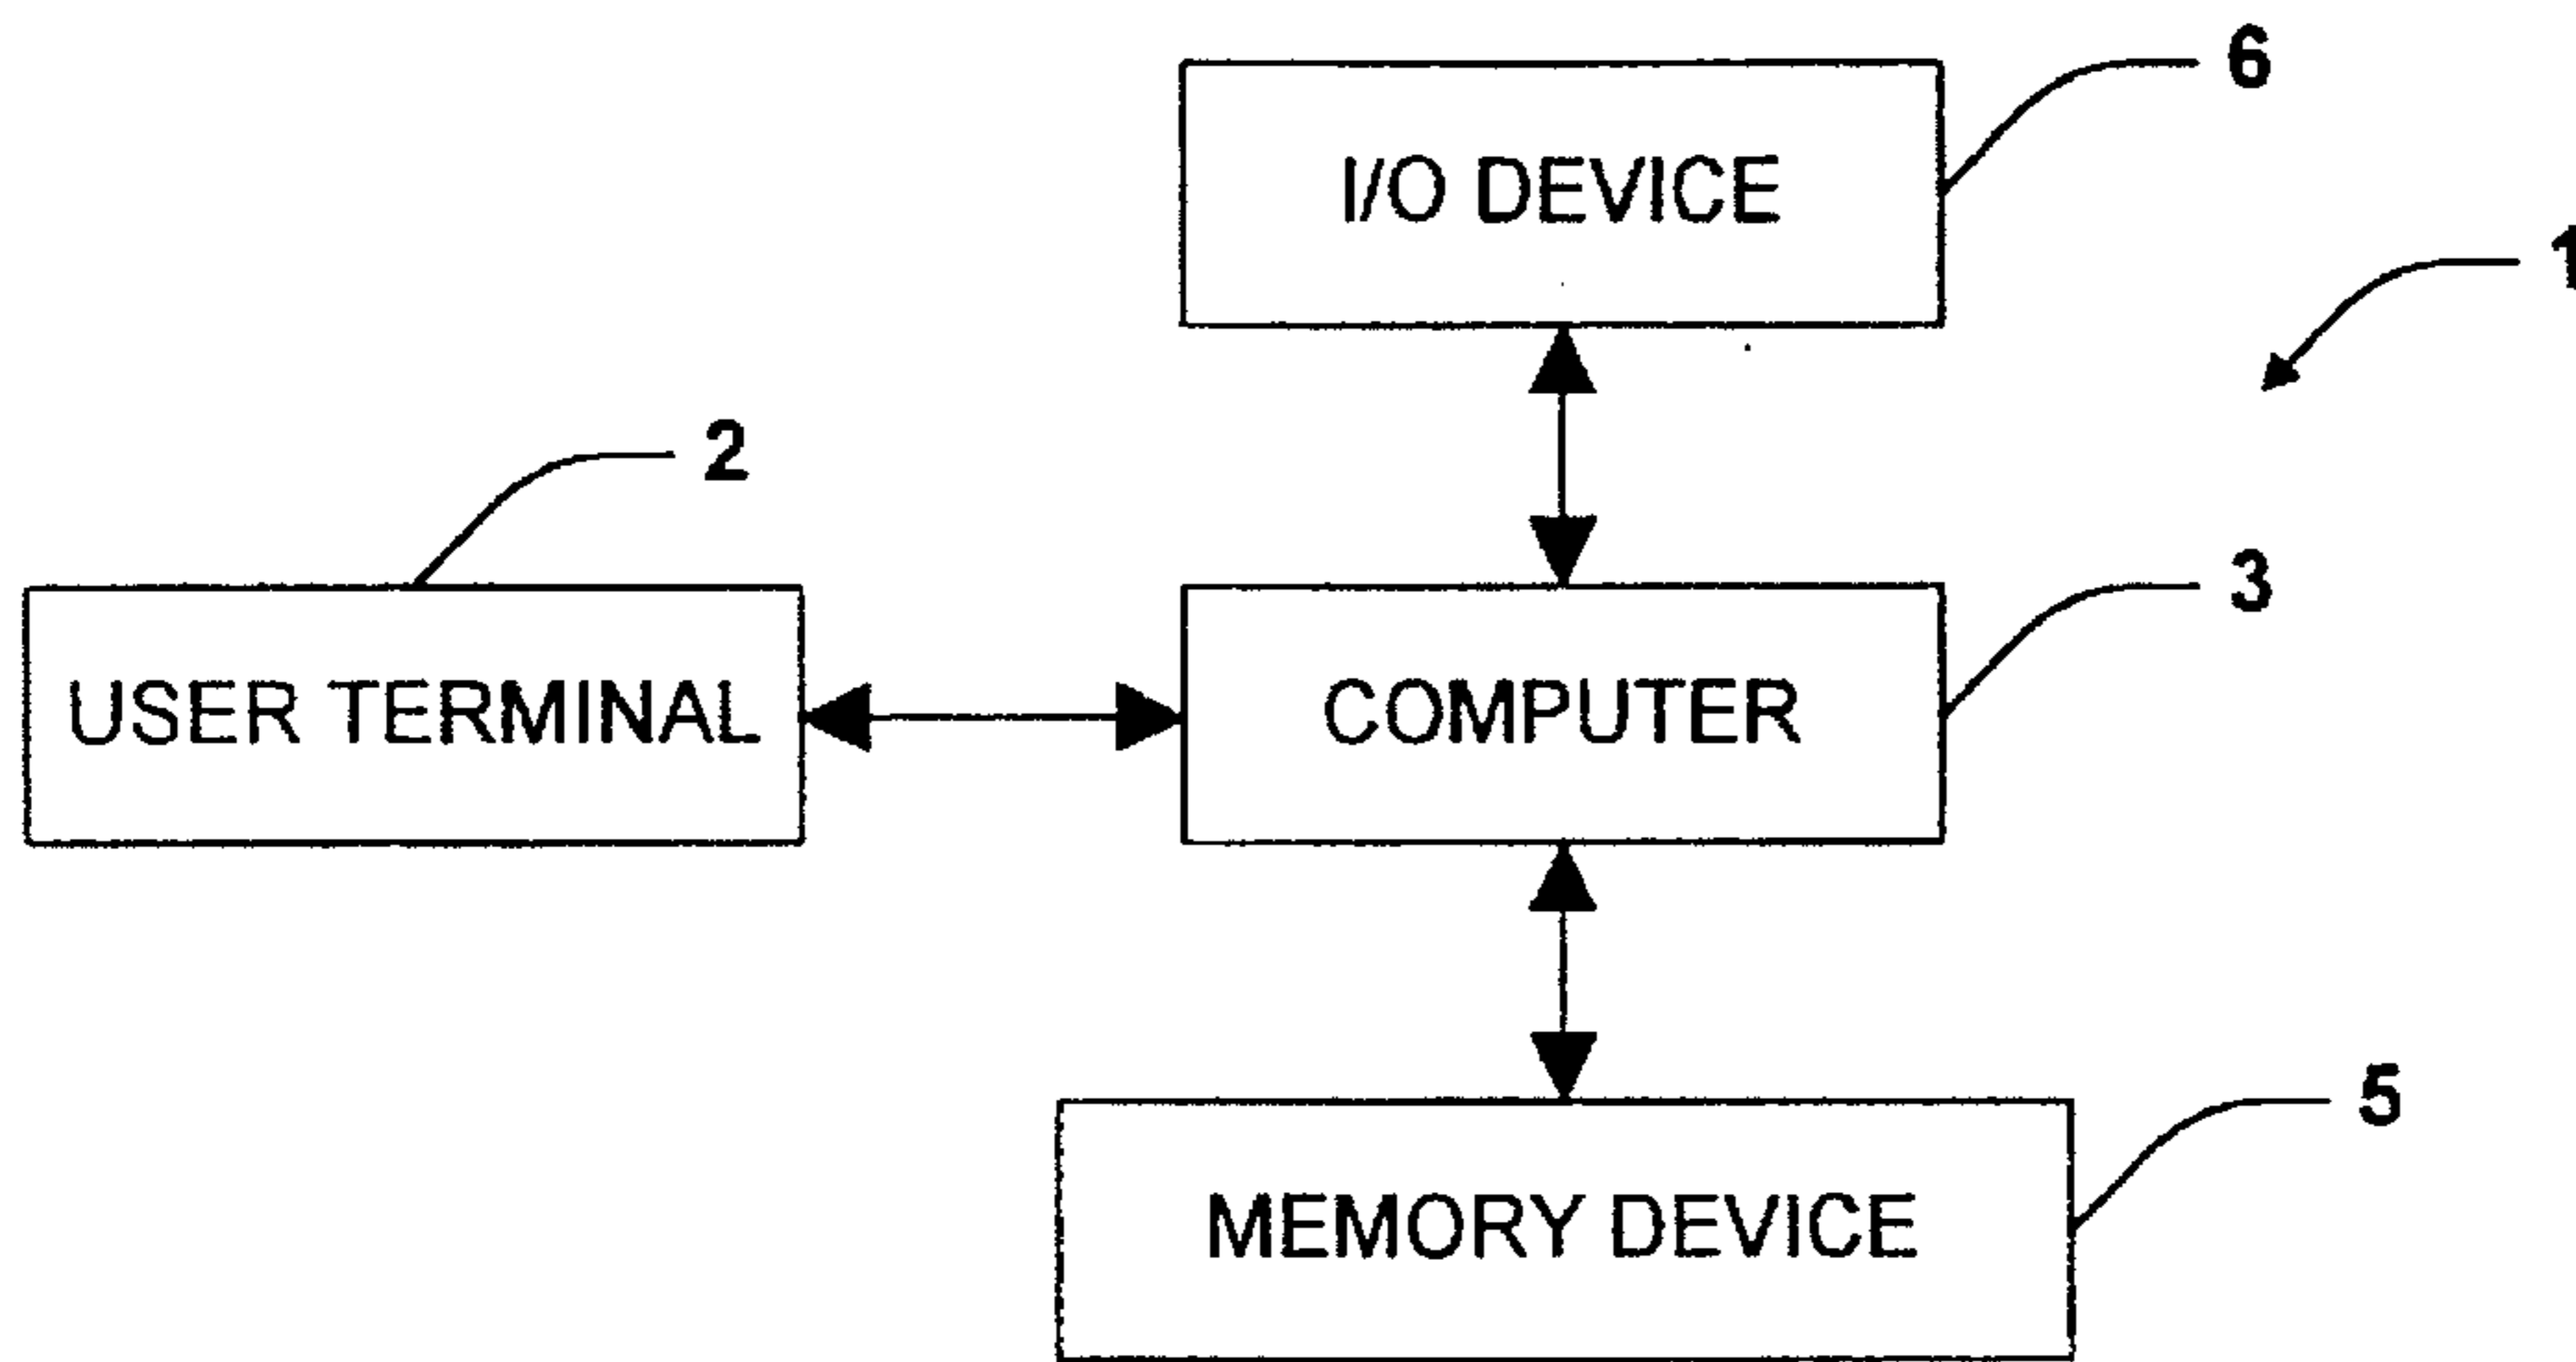 6
I/O DEVICE
1
2
USER TERMINAL
COMPUTER
3
5
MEMORY DEVICE